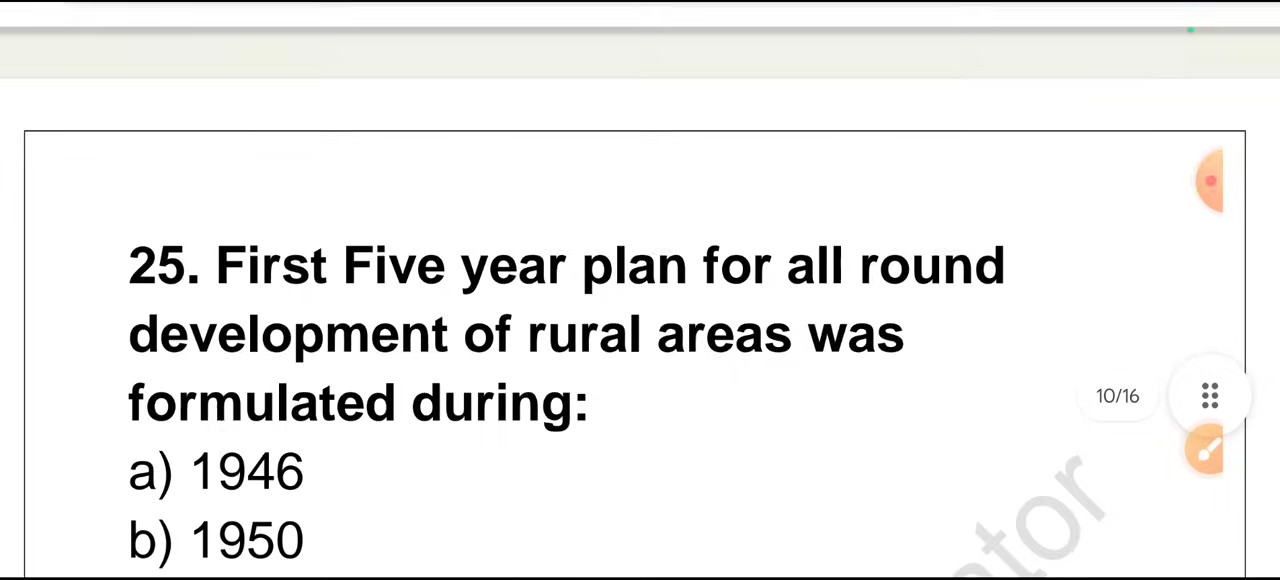 25. First Five year plan for all round
development of rural areas was
formulated during:
10/16
a) 1946
b) 1950
tor